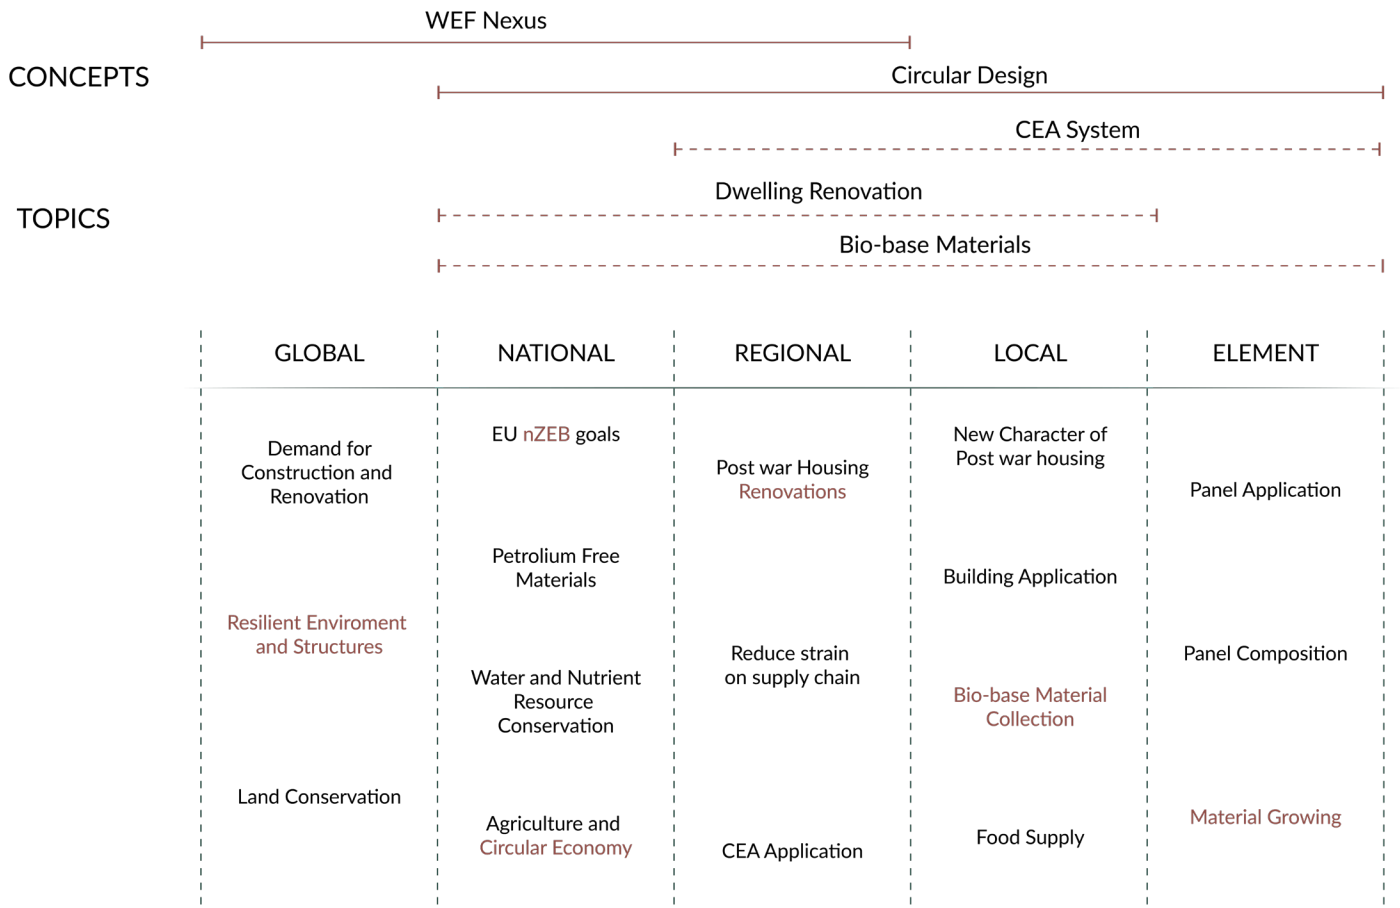 WEF Nexus
CONCEPTS
Circular Design
CEA System
Dwelling Renovation
TOPICS
Bio-base Materials
GLOBAL
NATIONAL
REGIONAL
LOCAL
ELEMENT
Demand for
Construction and
Renovation
Resilient Enviroment
and Structures
Land Conservation
EU nZEB goals
Petrolium Free
Materials
Water and Nutrient
Resource
Conservation
Agriculture and
Circular Economy
Post war Housing
Renovations
Reduce strain
on supply chain
CEA Application
New Character of
Post war housing
Building Application
Bio-base Material
Collection
Food Supply
Panel Application
Panel Composition
Material Growing